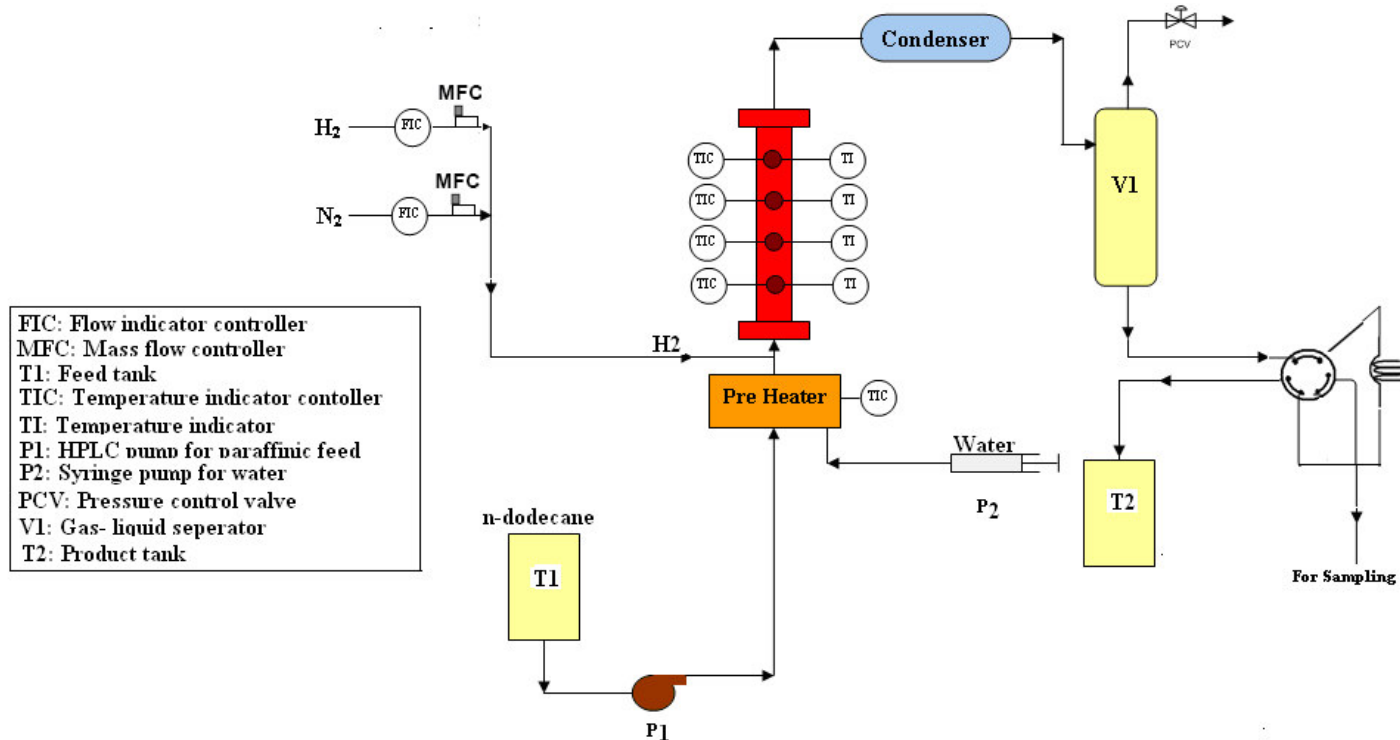 Condenser
PCV
MFC
H₂
FIC
MFC
N₂
FIC
TIC
TI
TIC
TI
TIC
TI
TIC
TI
V1
FIC: Flow indicator controller
MFC: Mass flow controller
T1: Feed tank
TIC: Temperature indicator contoller
TI: Temperature indicator
P1: HPLC pump for paraffinic feed
P2: Syringe pump for water
PCV: Pressure control valve
V1: Gas- liquid seperator
T2: Product tank
H2
Pre Heater
TIC
Water
P2
n-dodecane
T1
T2
For Sampling
P1